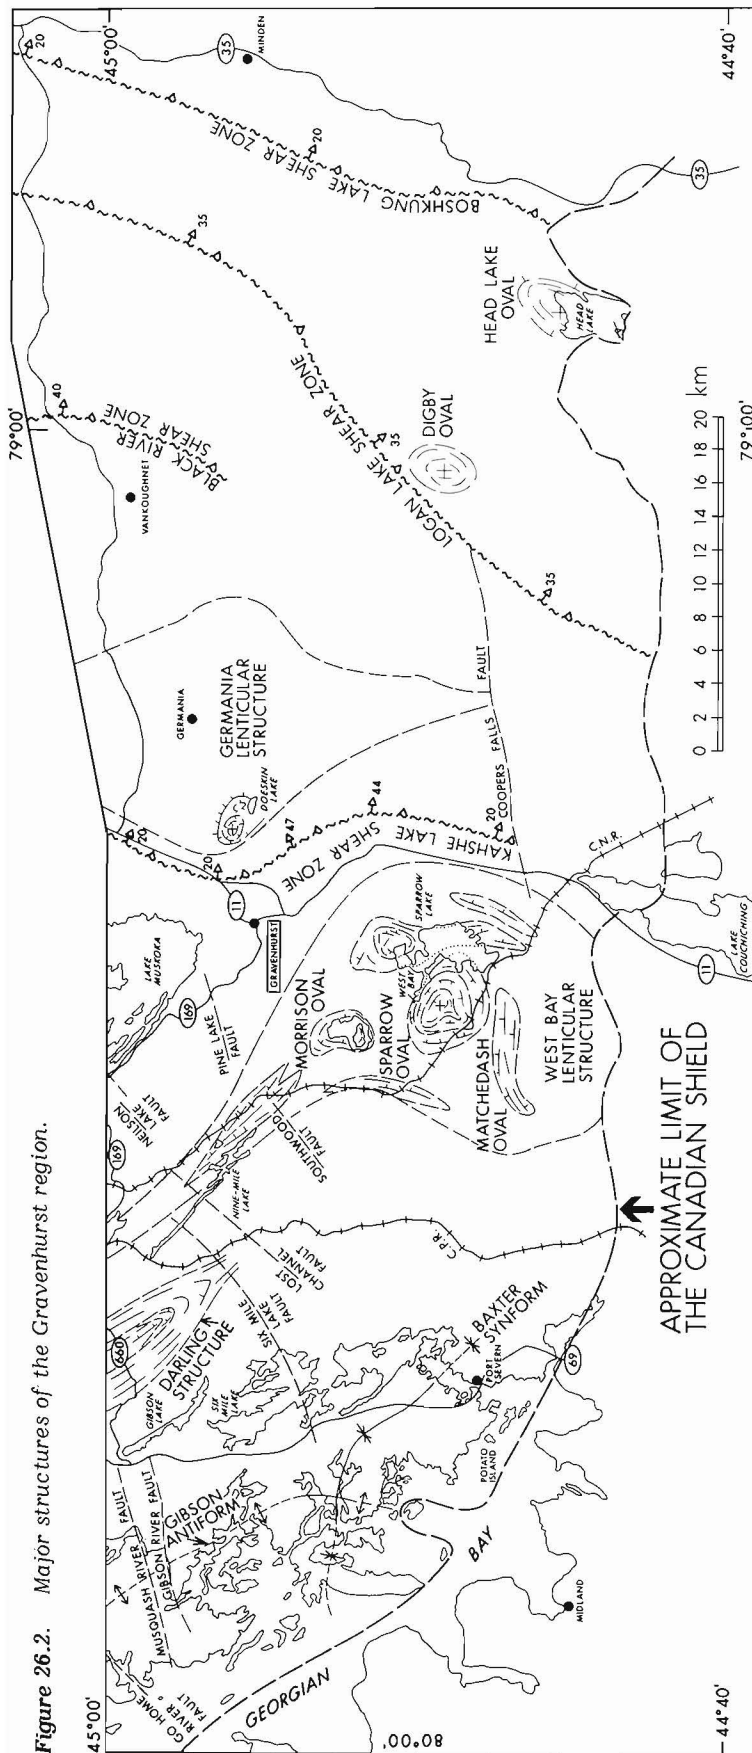 Figure 26.2. Major structures of the Gravenhurst region.
45°00'
GO HOME
RIVER
FAULT
MUSQUASH RIVER FAULT
GIBSON RIVER FAULT
GIBSON
ANTIFORM
GIBSON
LAKE
SIX
MILE
LAKE
660
DARLING
STRUCTURE
SIX MILE
LAKE
FAULT
LOST
CHANNEL
FAULT
NINE-MILE
LAKE
SOUTHWOOD
FAULT
169
NEILSON
LAKE
FAULT
169
PINE LAKE
FAULT
LAKE
MUSKOKA
11
GRAVENHURST
20
20
47
44
20
KAHSHE LAKE
SHEAR ZONE
DOESKIN
LAKE
GERMANIA
GERMANIA
LENTICULAR
STRUCTURE
COOPERS FALLS FAULT
VANKOUGHNET
79°00'
40
BLACK RIVER
SHEAR ZONE
35
35
35
LOGAN LAKE SHEAR ZONE
DIGBY
OVAL
20
20
BOSHKUNG LAKE SHEAR ZONE
45°00'
35
MINDEN
HEAD LAKE
OVAL
HEAD
LAKE
35
44°40'
MORRISON
OVAL
SPARROW
OVAL
WEST
BAY
SPARROW
LAKE
MATCHEDASH
OVAL
WEST BAY
LENTICULAR
STRUCTURE
C.N.R.
C.P.R.
BAXTER
SYNFORM
PORT
SEVERN
69
POTATO
ISLAND
GEORGIAN BAY
MIDLAND
80°00'
44°40'
APPROXIMATE LIMIT OF
THE CANADIAN SHIELD
11
LAKE
COUCHICHING
0 2 4 6 8 10 12 14 16 18 20 km
79°00'